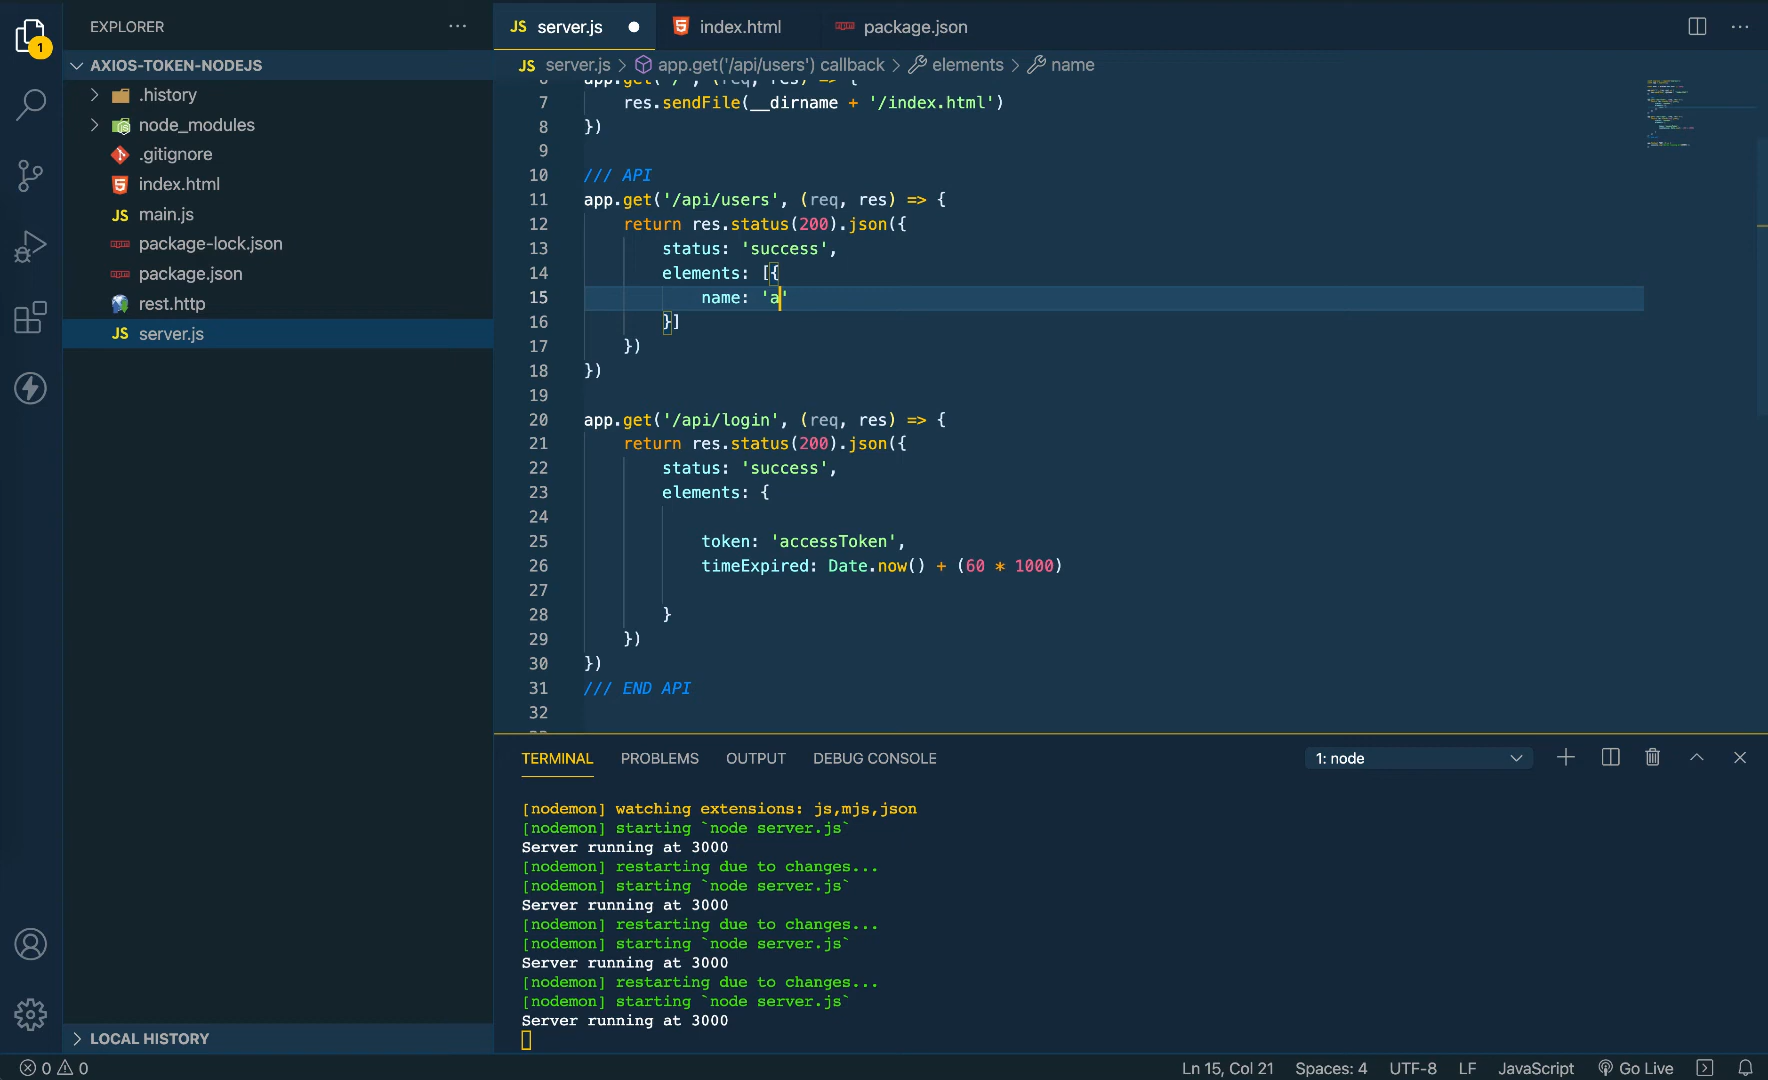 EXPLORER
AXIOS-TOKEN-NODEJS
.history
node_modules
.gitignore
index.html
JS main.js
package-lock.json
package.json
rest.http
JS server.js
LOCAL HISTORY
1
JS server.js
index.html
package.json
JS server.js > app.get('/api/users') callback > elements > name
6 app.get('/', (req, res) => {
7 res.sendFile(__dirname + '/index.html')
8 })
9
10 /// API
11 app.get('/api/users', (req, res) => {
12 return res.status(200).json({
13 status: 'success',
14 elements: [{
15 name: 'a'
16 }]
17 })
18 })
19
20 app.get('/api/login', (req, res) => {
21 return res.status(200).json({
22 status: 'success',
23 elements: {
24
25 token: 'accessToken',
26 timeExpired: Date.now() + (60 * 1000)
27
28 }
29 })
30 })
31 /// END API
32
TERMINAL PROBLEMS OUTPUT DEBUG CONSOLE
1: node
[nodemon] watching extensions: js,mjs,json
[nodemon] starting `node server.js`
Server running at 3000
[nodemon] restarting due to changes...
[nodemon] starting `node server.js`
Server running at 3000
[nodemon] restarting due to changes...
[nodemon] starting `node server.js`
Server running at 3000
[nodemon] restarting due to changes...
[nodemon] starting `node server.js`
Server running at 3000
0 0
Ln 15, Col 21 Spaces: 4 UTF-8 LF JavaScript Go Live